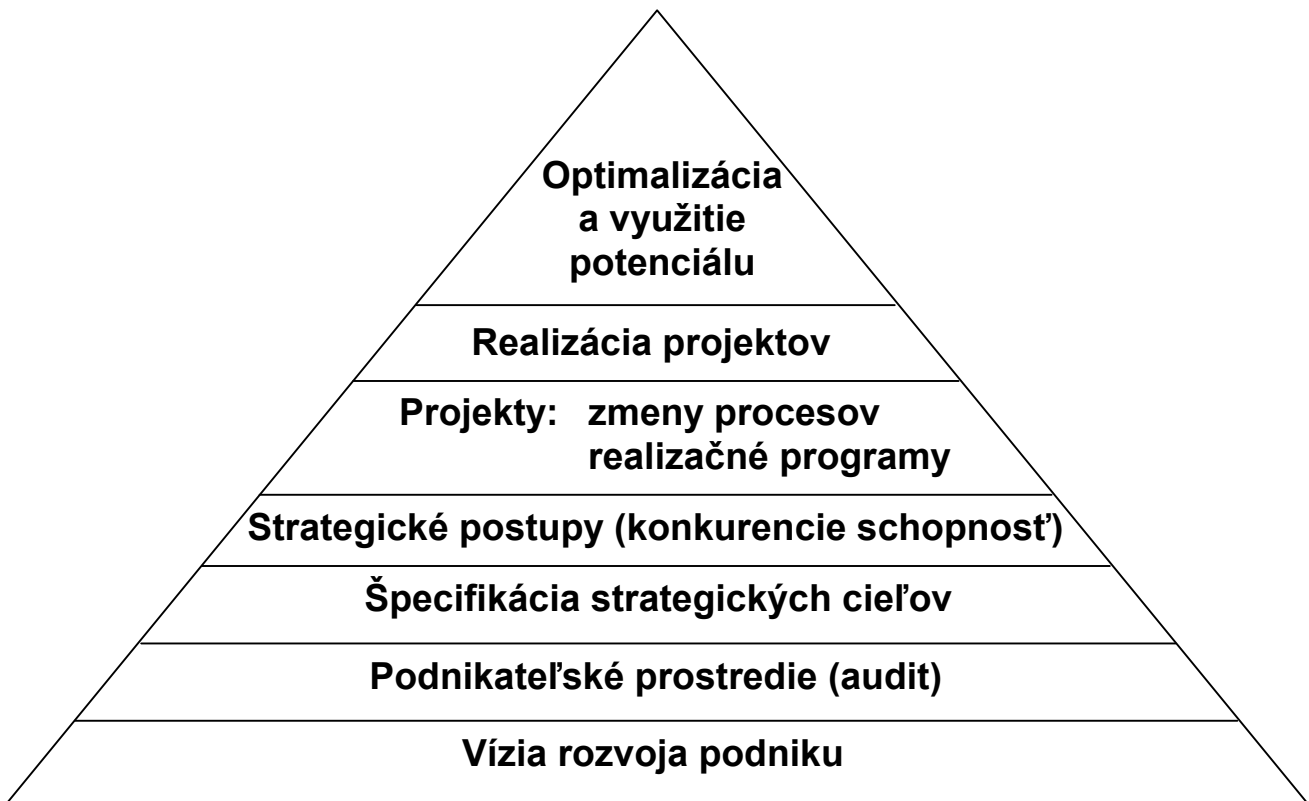 Optimalizácia
a využitie
potenciálu
Realizácia projektov
Projekty: zmeny procesov
realizačné programy
Strategické postupy (konkurencie schopnosť)
Špecifikácia strategických cieľov
Podnikateľské prostredie (audit)
Vízia rozvoja podniku